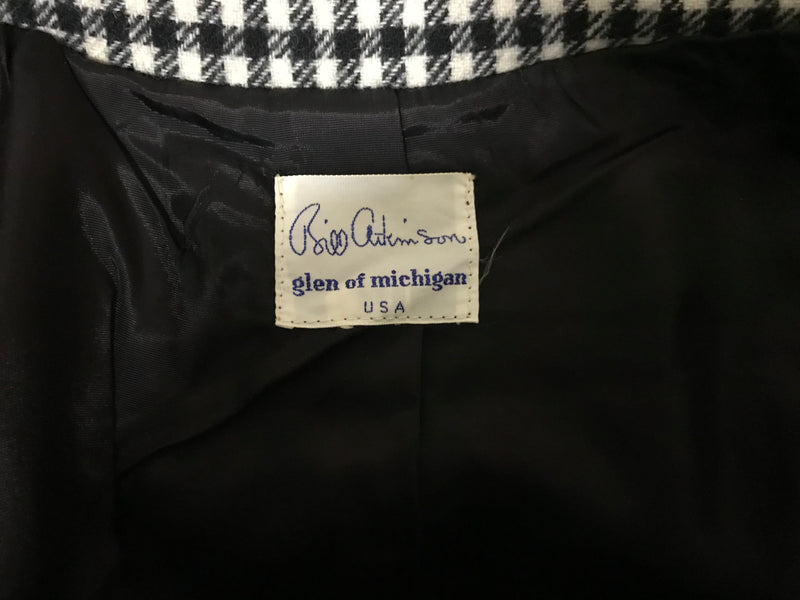 Bill Atkinson
glen of michigan
USA